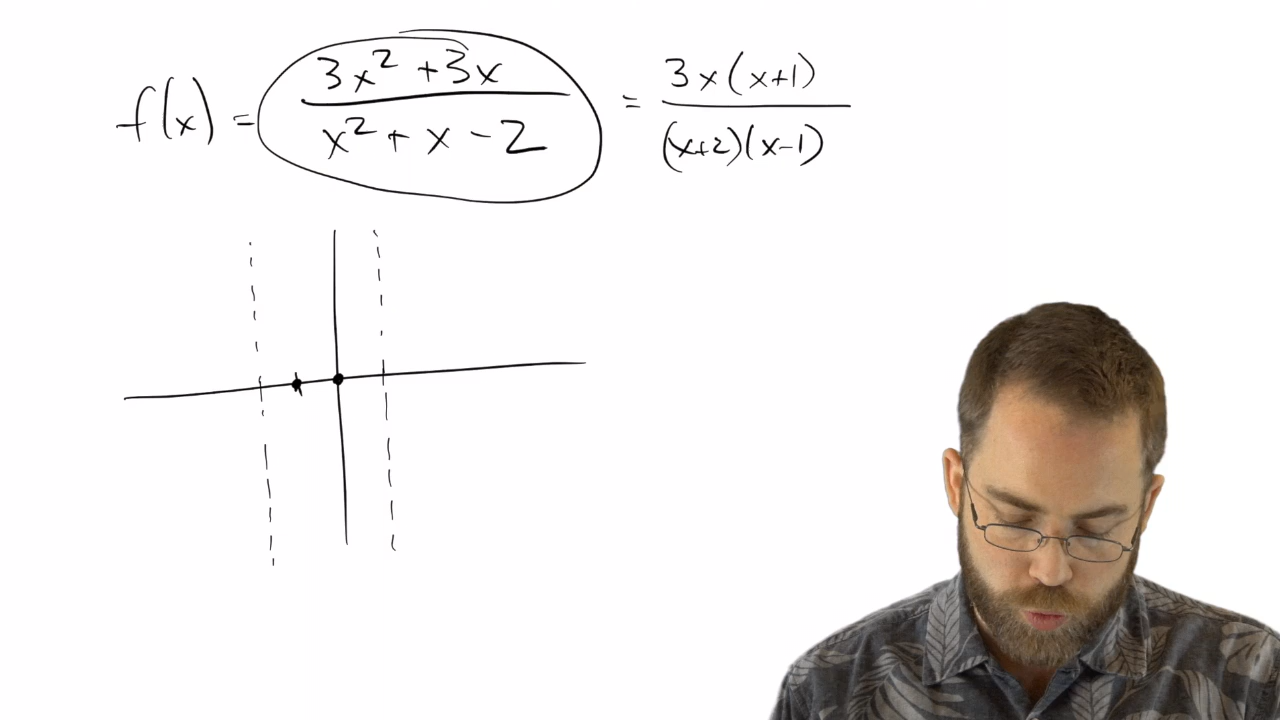 f(x) = (3x² + 3x)/(x² + x - 2) = (3x(x+1))/((x+2)(x-1))